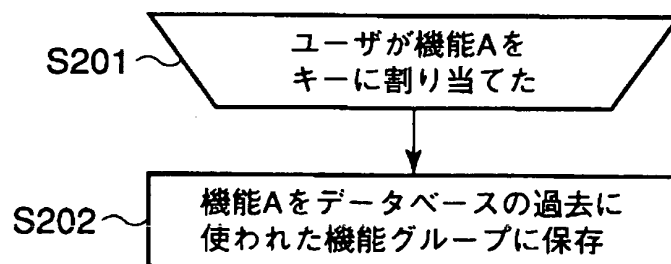 S201
ユーザが機能Aを
キーに割り当てた
S202
機能Aをデータベースの過去に
使われた機能グループに保存